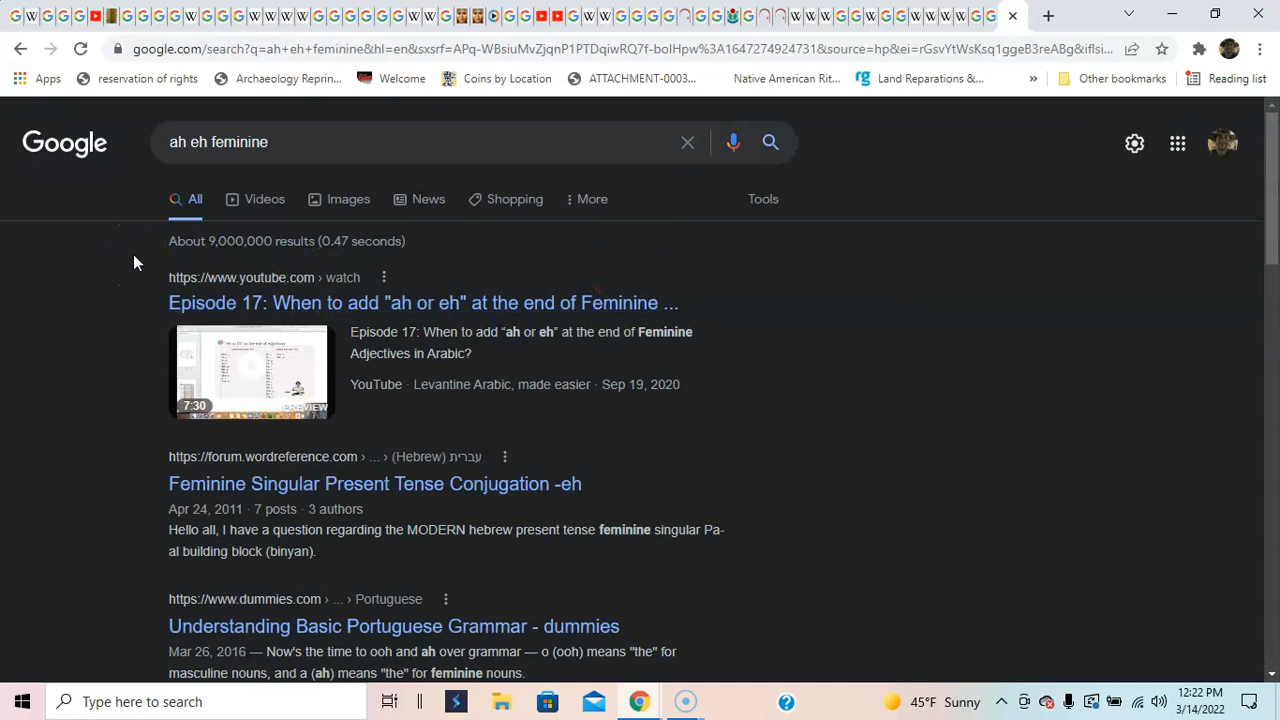 google.com/search?q=ah+eh+feminine&hl=en&sxsrf=APq-WBsiuMvZjqnP1PTDqiwRQ7f-boIHpw%3A1647274924731&source=hp&ei=rGsvYtWsKsq1ggeB3reABg&iflsi...
Apps reservation of rights Archaeology Reprin... Welcome Coins by Location ATTACHMENT-0003... Native American Rit... Land Reparations &... » Other bookmarks Reading list
Google ah eh feminine
All Videos Images News Shopping More Tools
About 9,000,000 results (0.47 seconds)
https://www.youtube.com › watch
Episode 17: When to add "ah or eh" at the end of Feminine ...
Episode 17: When to add “ah or eh” at the end of Feminine
Adjectives in Arabic?
YouTube · Levantine Arabic, made easier · Sep 19, 2020
7:30 PREVIEW
https://forum.wordreference.com › ... › (Hebrew) עברית
Feminine Singular Present Tense Conjugation -eh
Apr 24, 2011 · 7 posts · 3 authors
Hello all, I have a question regarding the MODERN hebrew present tense feminine singular Pa-
al building block (binyan).
https://www.dummies.com › ... › Portuguese
Understanding Basic Portuguese Grammar - dummies
Mar 26, 2016 — Now's the time to ooh and ah over grammar — o (ooh) means "the" for
masculine nouns, and a (ah) means "the" for feminine nouns.
Type here to search 45°F Sunny 12:22 PM
3/14/2022